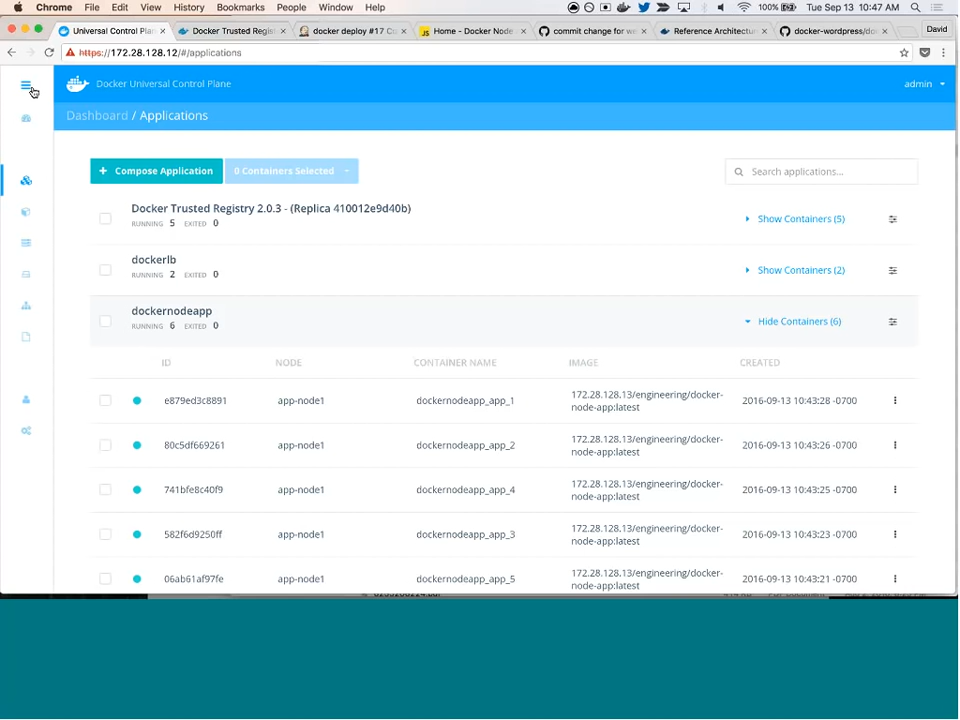 Chrome File Edit View History Bookmarks People Window Help 100% Tue Sep 13 10:47 AM
Universal Control Plan × Docker Trusted Regist × docker deploy #17 Co × Home - Docker Node × commit change for we × Reference Architectur × docker-wordpress/doc × David
https://172.28.128.12/#/applications
Docker Universal Control Plane admin
Dashboard / Applications
+ Compose Application 0 Containers Selected Search applications...
Docker Trusted Registry 2.0.3 - (Replica 410012e9d40b)
RUNNING 5 EXITED 0 Show Containers (5)
dockerlb
RUNNING 2 EXITED 0 Show Containers (2)
dockernodeapp
RUNNING 6 EXITED 0 Hide Containers (6)
ID NODE CONTAINER NAME IMAGE CREATED
e879ed3c8891 app-node1 dockernodeapp_app_1 172.28.128.13/engineering/docker-
node-app:latest 2016-09-13 10:43:28 -0700
80c5df669261 app-node1 dockernodeapp_app_2 172.28.128.13/engineering/docker-
node-app:latest 2016-09-13 10:43:26 -0700
741bfe8c40f9 app-node1 dockernodeapp_app_4 172.28.128.13/engineering/docker-
node-app:latest 2016-09-13 10:43:25 -0700
582f6d9250ff app-node1 dockernodeapp_app_3 172.28.128.13/engineering/docker-
node-app:latest 2016-09-13 10:43:23 -0700
06ab61af97fe app-node1 dockernodeapp_app_5 172.28.128.13/engineering/docker-
node-app:latest 2016-09-13 10:43:21 -0700